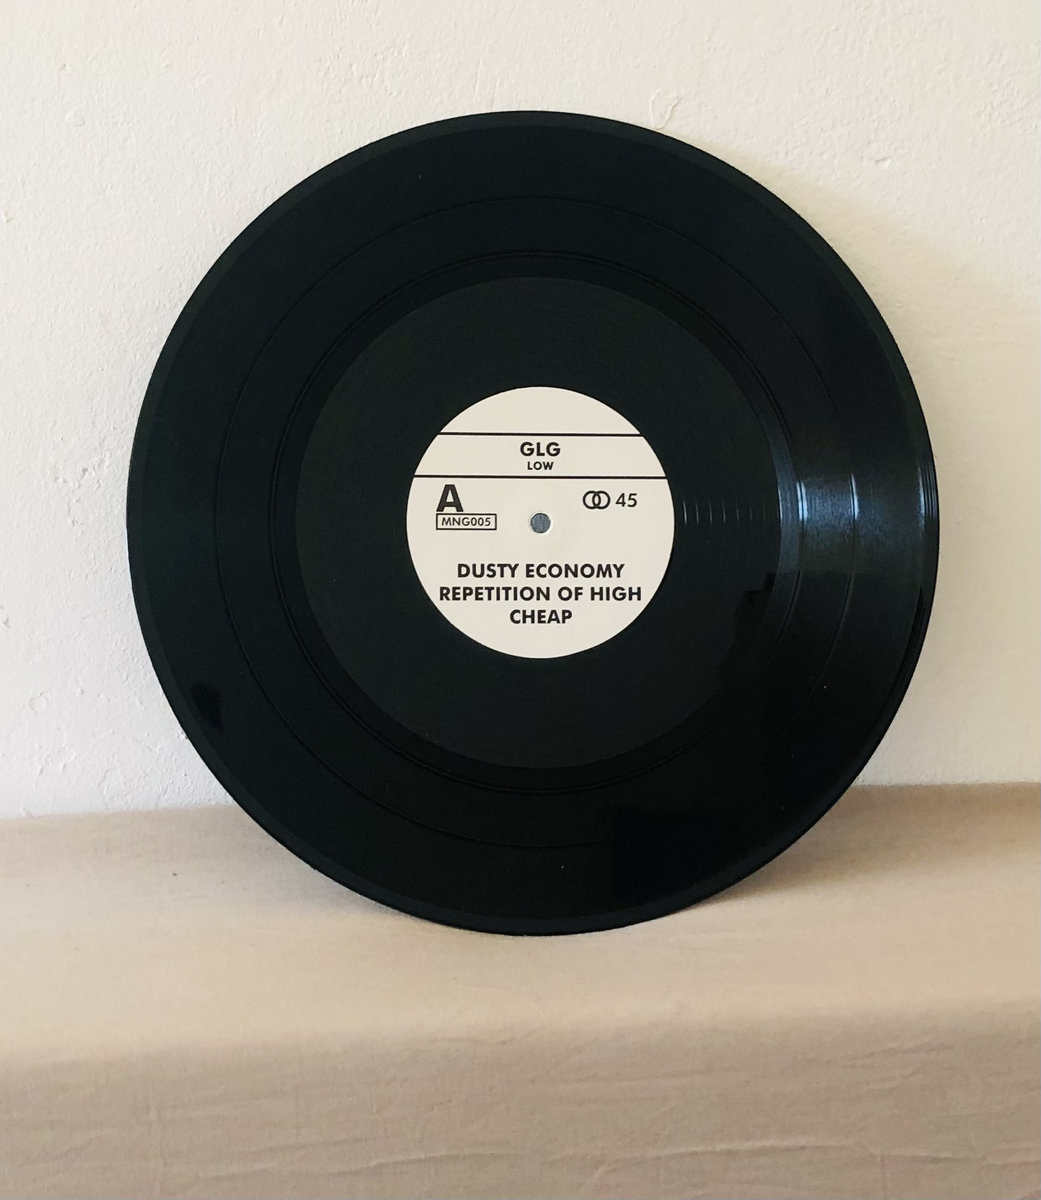 GLG
LOW
A
45
MNG005
DUSTY ECONOMY
REPETITION OF HIGH
CHEAP